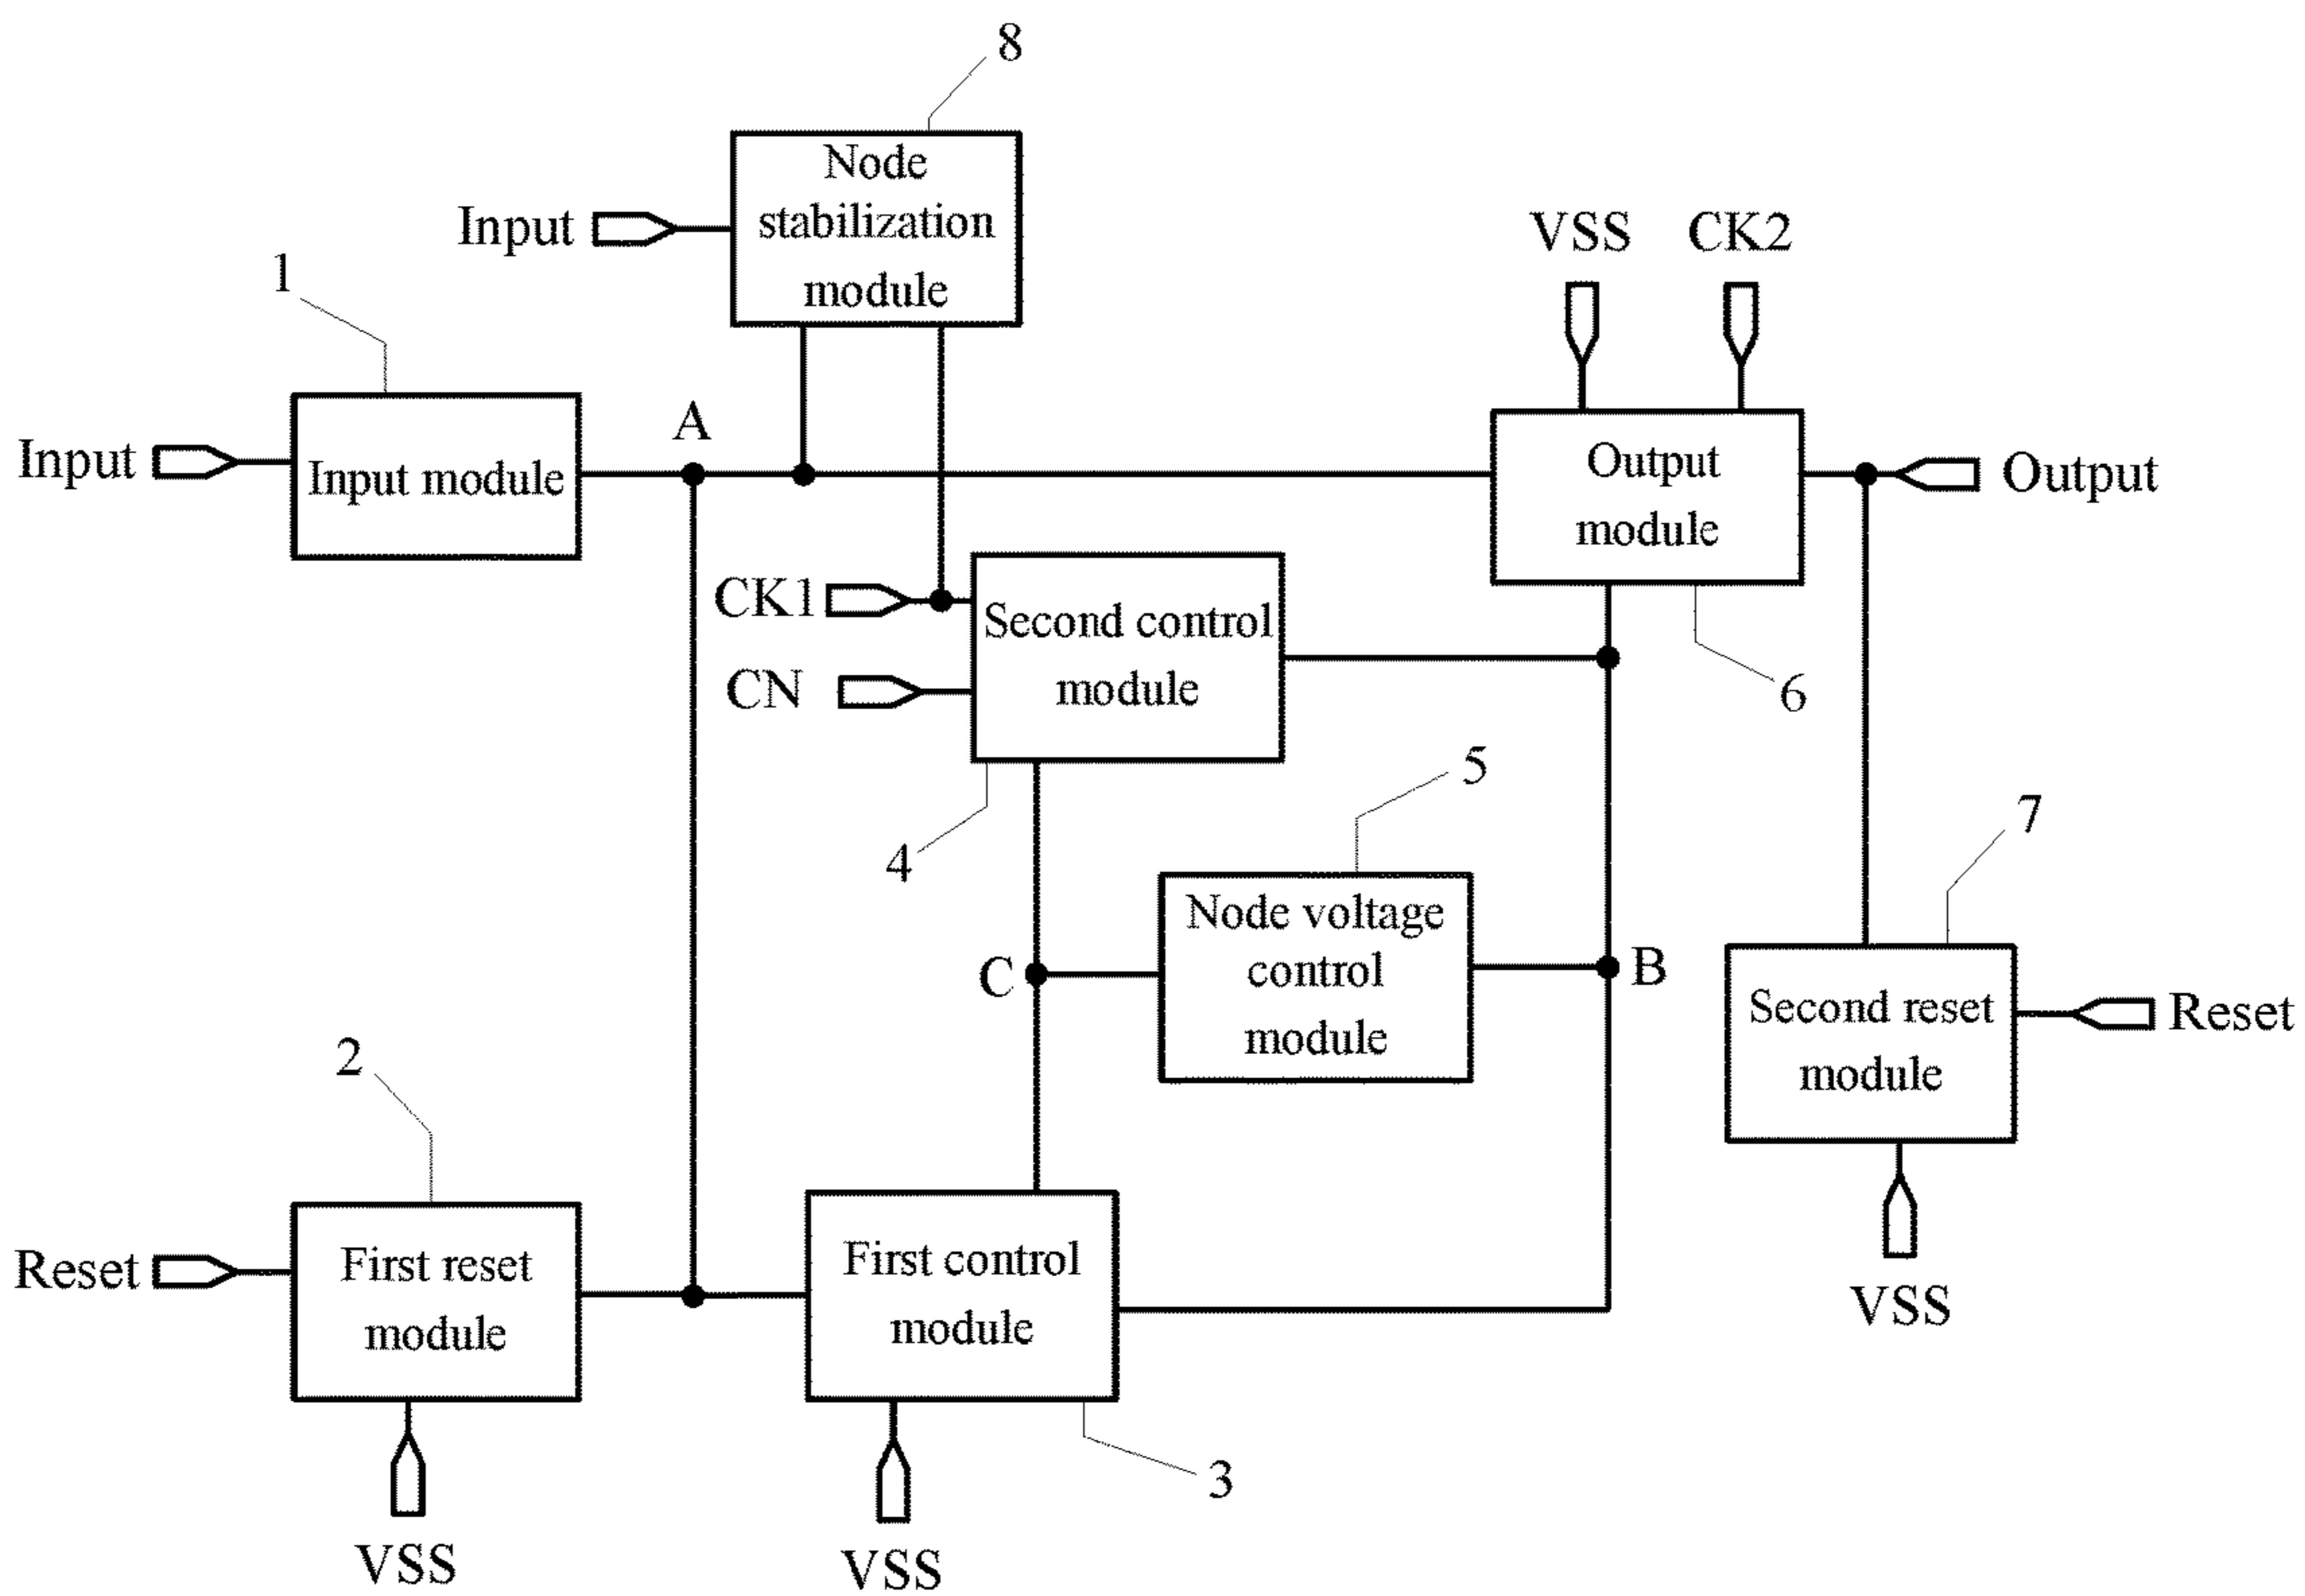 8
Node
stabilization
module
Input
VSS
CK2
1
Input
Input module
A
Output
module
Output
CK1
CN
Second control
module
6
4
5
7
Node voltage
control
module
C
B
Second reset
module
Reset
VSS
2
Reset
First reset
module
VSS
First control
module
3
VSS